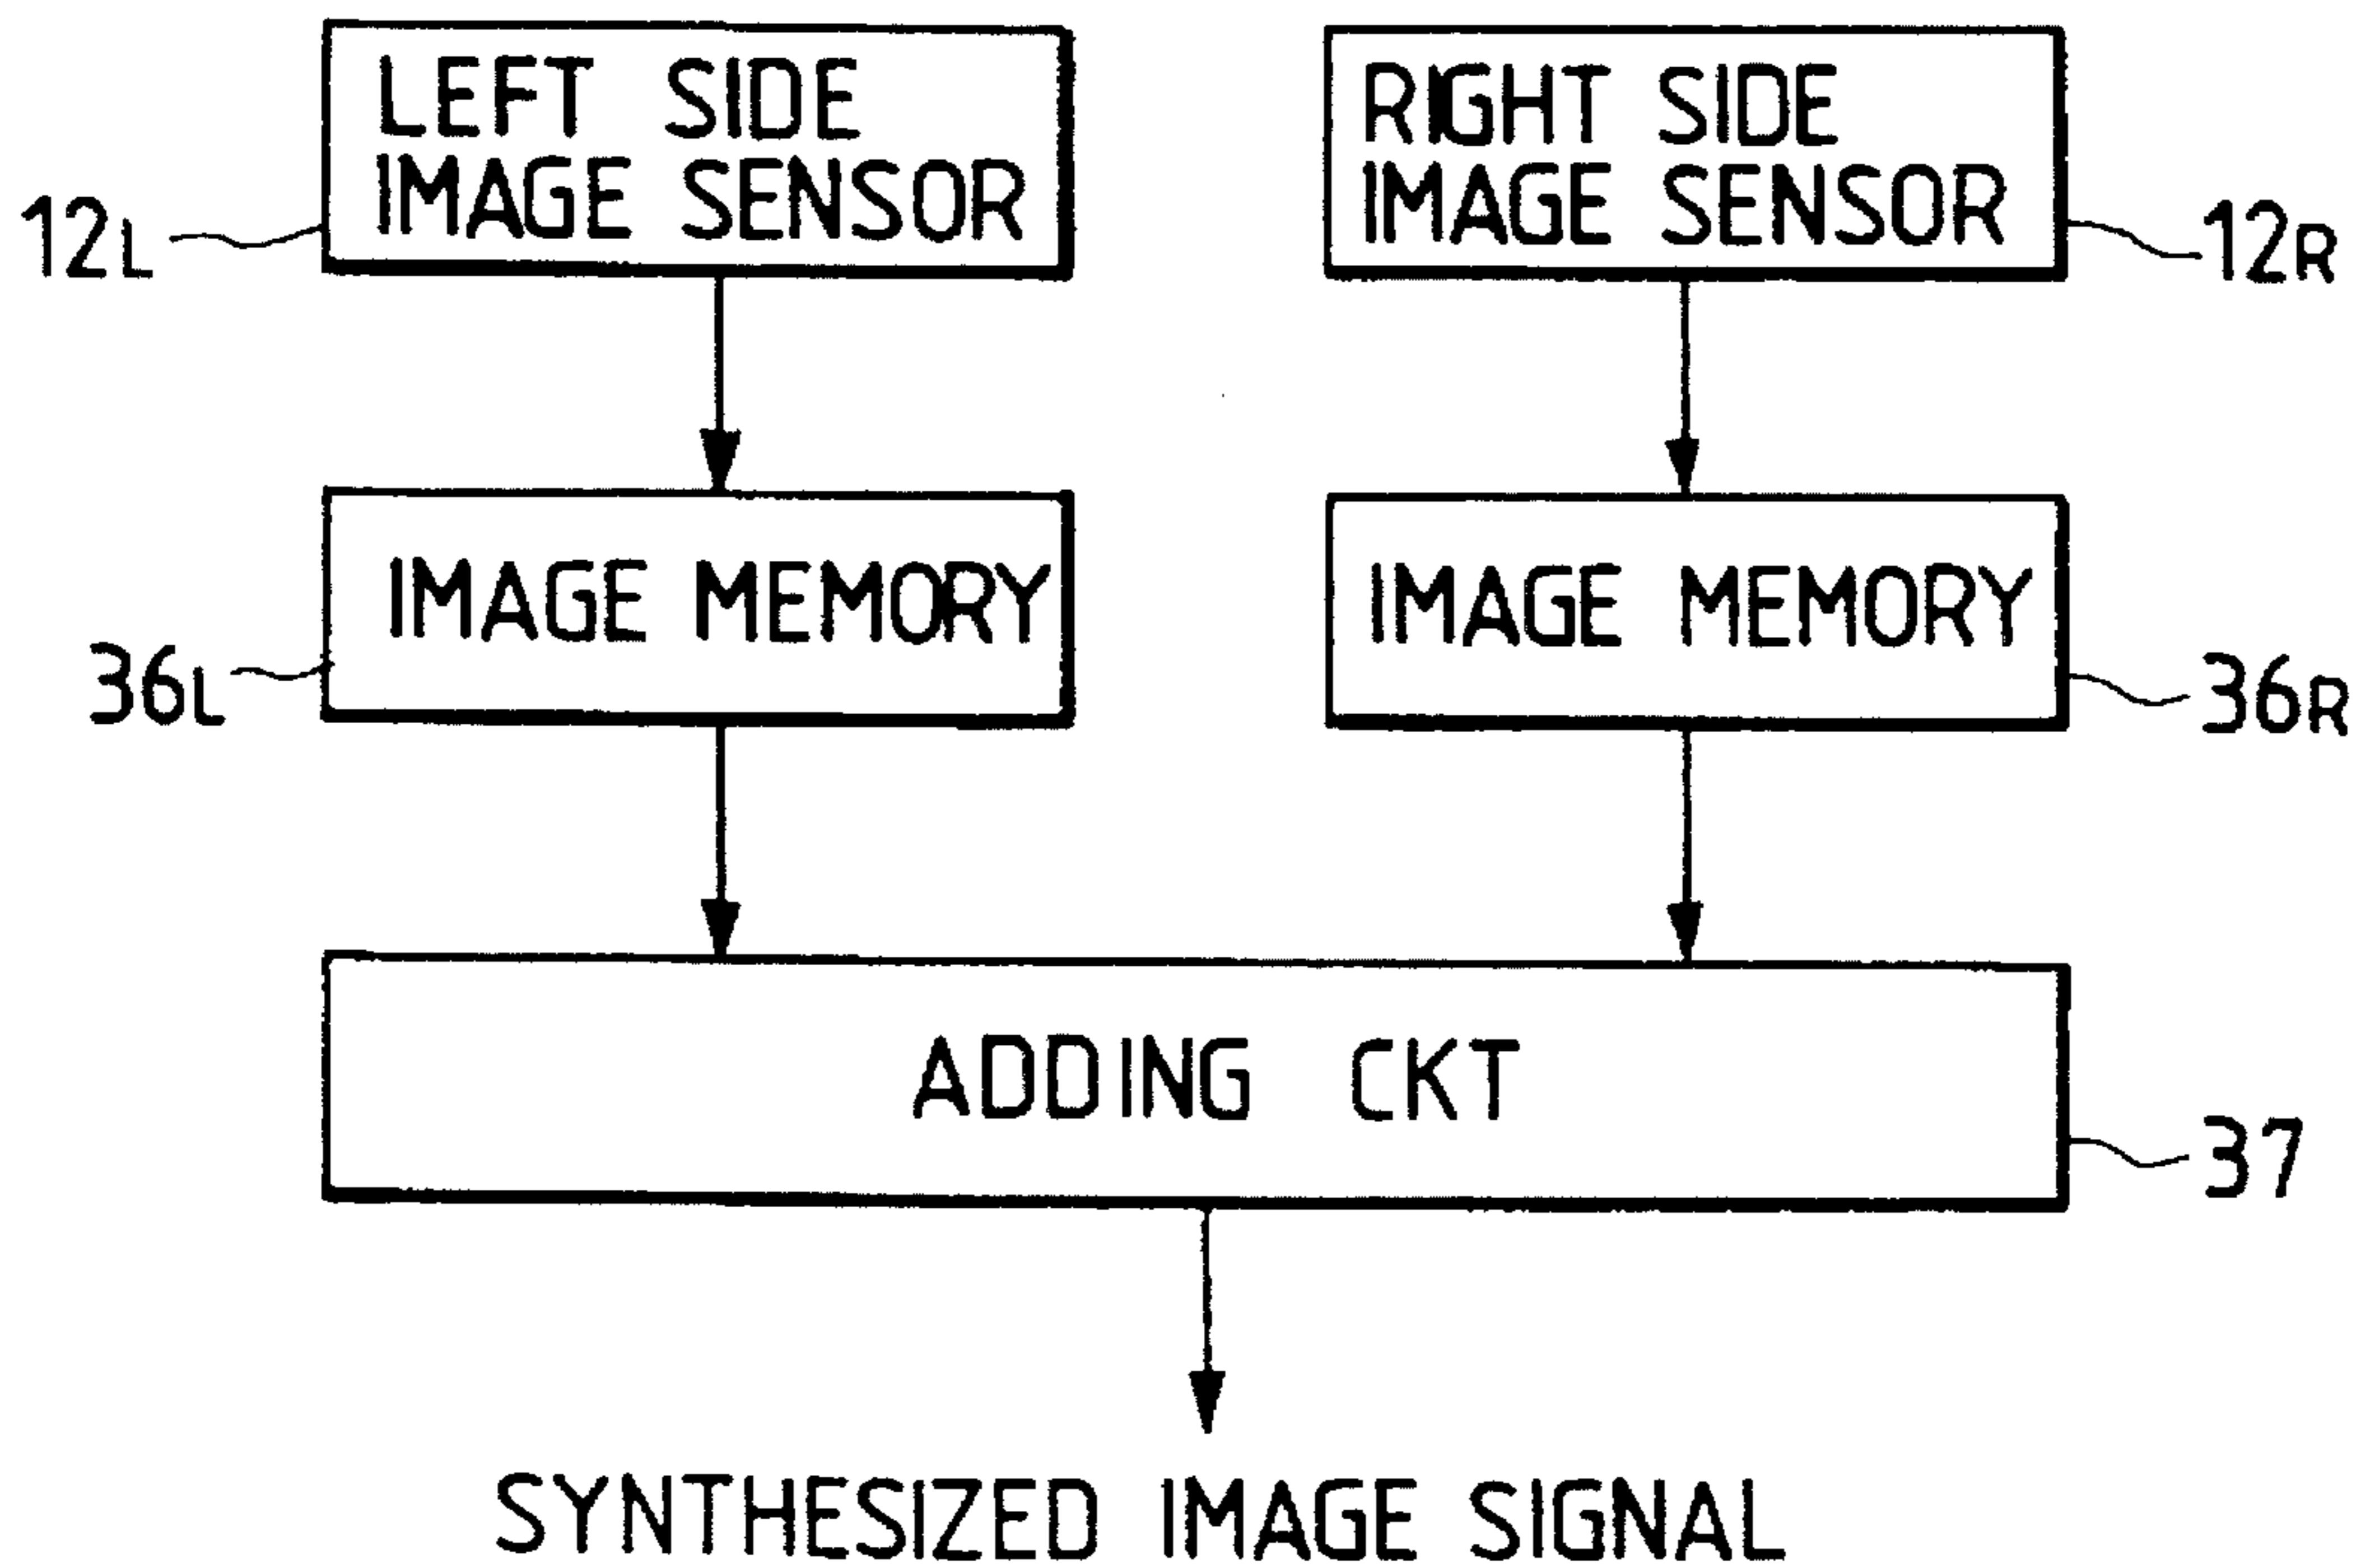 LEFT SIDE
IMAGE SENSOR
12L
RIGHT SIDE
IMAGE SENSOR
12R
IMAGE MEMORY
36L
IMAGE MEMORY
36R
ADDING CKT
37
SYNTHESIZED IMAGE SIGNAL